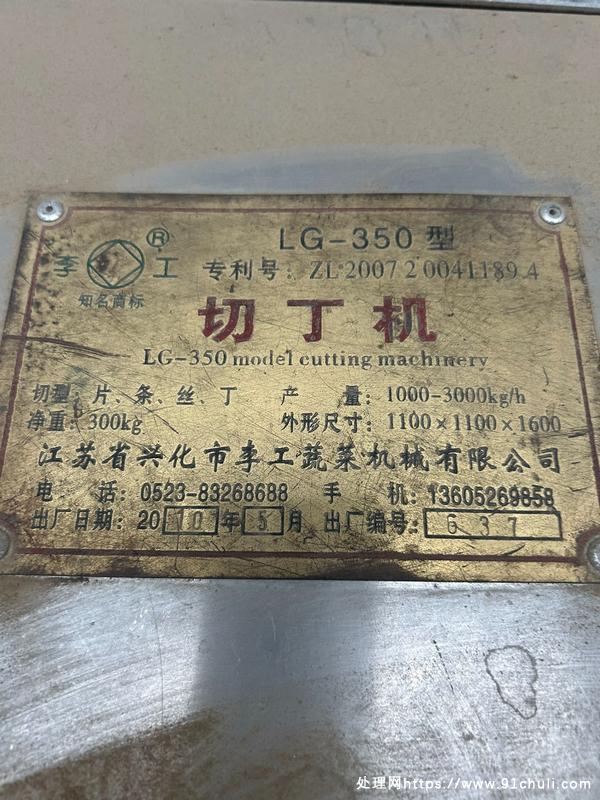 LG-350型
李 ® 工
专利号: ZL 2007 2 0041189.4
知名商标
切丁机
LG-350 model cutting machinery
切型: 片、条、丝、丁 产 量: 1000-3000kg/h
净重: 300kg 外形尺寸: 1100×1100×1600
江苏省兴化市李工蔬菜机械有限公司
电 话: 0523-83268688 手 机: 13605269858
出厂日期: 2010年5月 出厂编号: 637
处理网https://www.91chuli.com